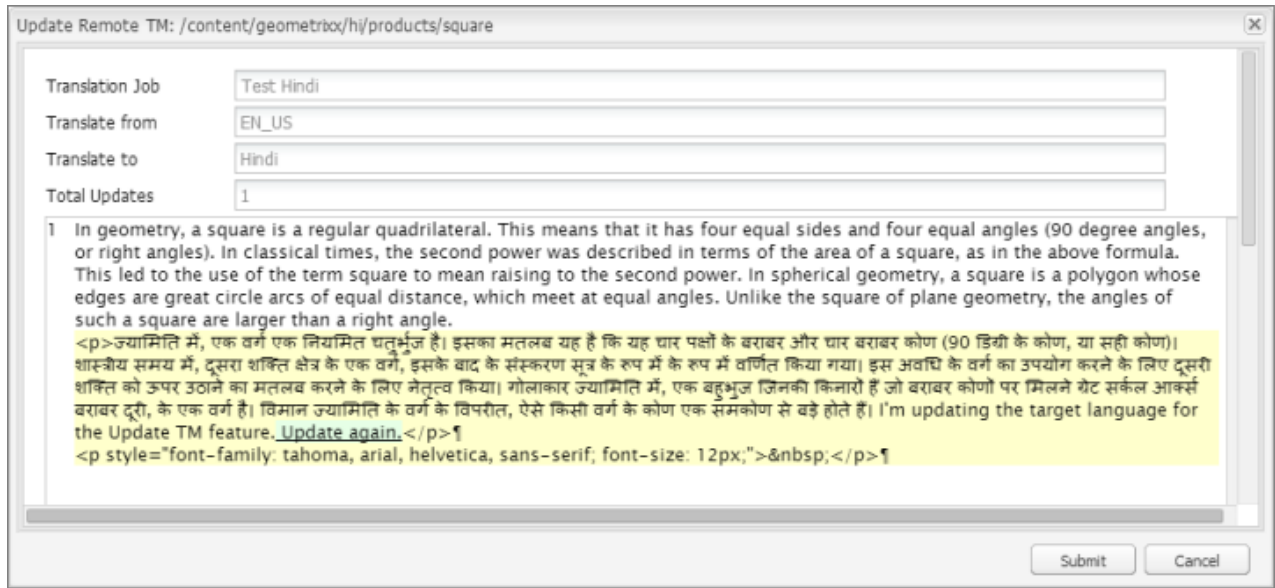 Update Remote TM: /content/geometrixx/hi/products/square
Translation Job Test Hindi
Translate from EN_US
Translate to Hindi
Total Updates 1
1 In geometry, a square is a regular quadrilateral. This means that it has four equal sides and four equal angles (90 degree angles,
or right angles). In classical times, the second power was described in terms of the area of a square, as in the above formula.
This led to the use of the term square to mean raising to the second power. In spherical geometry, a square is a polygon whose
edges are great circle arcs of equal distance, which meet at equal angles. Unlike the square of plane geometry, the angles of
such a square are larger than a right angle.
<p>ज्यामिति में, एक वर्ग एक नियमित चतुर्भुज है। इसका मतलब यह है कि यह चार पक्षों के बराबर और चार बराबर कोण (90 डिग्री के कोण, या सही कोण)।
शास्त्रीय समय में, दूसरा शक्ति क्षेत्र के एक वर्ग, इसके बाद के संस्करण सूत्र के रूप में के रूप में वर्णित किया गया। इस अवधि के वर्ग का उपयोग करने के लिए दूसरी
शक्ति को ऊपर उठाने का मतलब करने के लिए नेतृत्व किया। गोलाकार ज्यामिति में, एक बहुभुज जिनकी किनारों हैं जो बराबर कोणों पर मिलने ग्रेट सर्कल आर्क्स
बराबर दूरी, के एक वर्ग है। विमान ज्यामिति के वर्ग के विपरीत, ऐसे किसी वर्ग के कोण एक समकोण से बड़े होते हैं। I'm updating the target language for
the Update TM feature. Update again.</p>¶
<p style="font-family: tahoma, arial, helvetica, sans-serif; font-size: 12px;">&nbsp;</p>¶
Submit Cancel